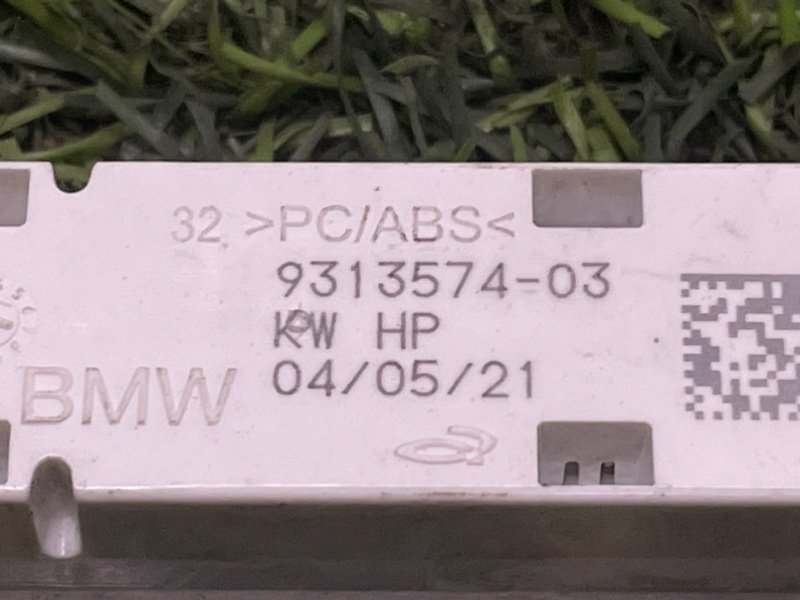 32 >PC/ABS<
9313574-03
KW HP
04/05/21
BMW